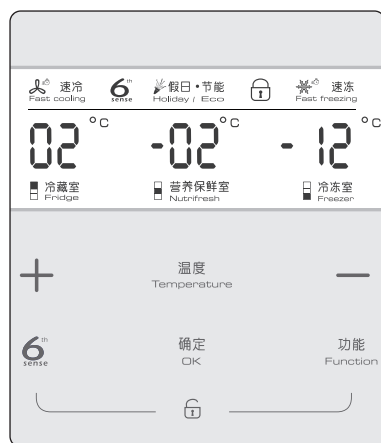 速冷 6th 假日·节能 速冻
Fast cooling sense Holiday / Eco Fast freezing
02°C -02°C -12°C
冷藏室 营养保鲜室 冷冻室
Fridge Nutrifresh Freezer
+ 温度 −
Temperature
6th 确定 功能
sense OK Function